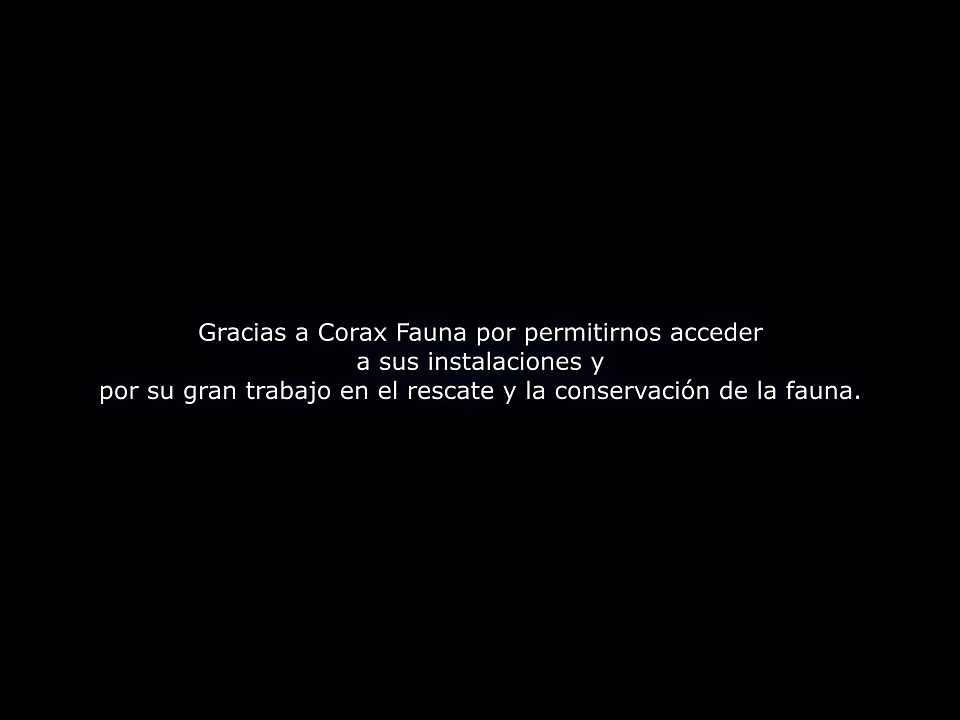 Gracias a Corax Fauna por permitirnos acceder
a sus instalaciones y
por su gran trabajo en el rescate y la conservación de la fauna.